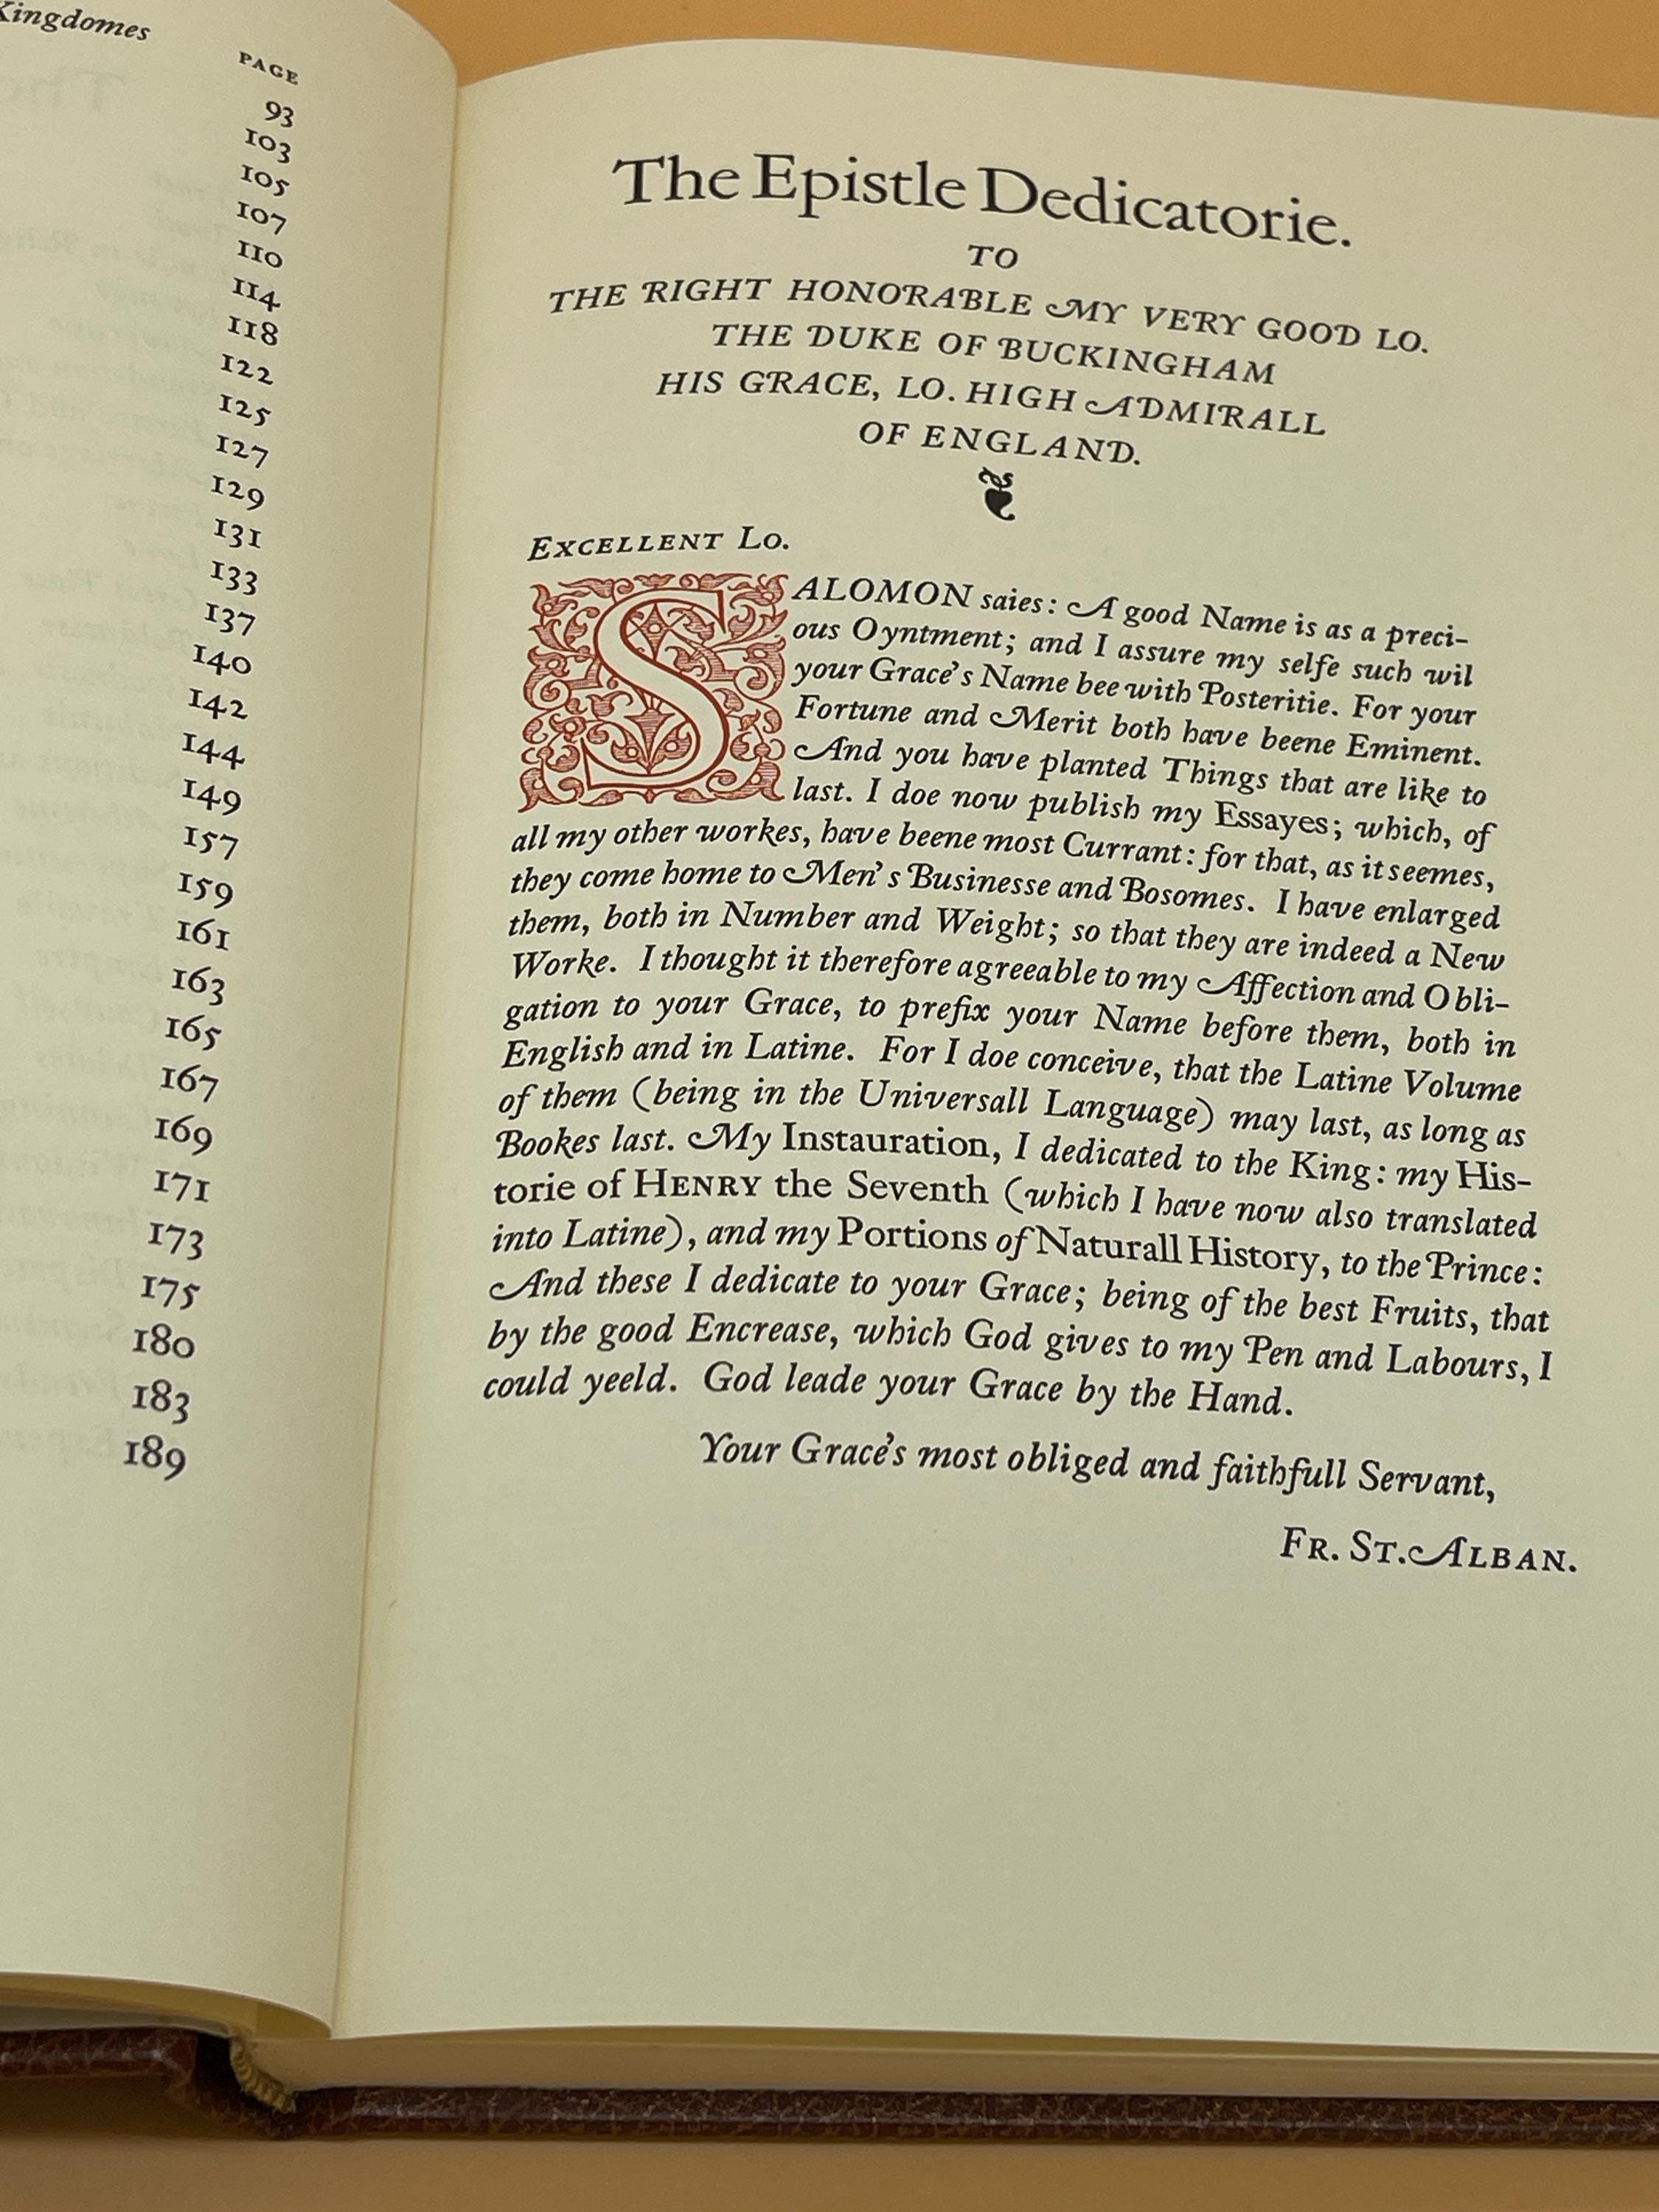 Kingdomes
PAGE
93
103
105
107
110
114
118
122
125
127
129
131
133
137
140
142
144
149
157
159
161
163
165
167
169
171
173
175
180
183
189
The Epistle Dedicatorie.
TO
THE RIGHT HONORABLE MY VERY GOOD LO.
THE DUKE OF BUCKINGHAM
HIS GRACE, LO. HIGH ADMIRALL
OF ENGLAND.
❦
EXCELLENT LO.
SALOMON saies: A good Name is as a preci-
ous Oyntment; and I assure my selfe such wil
your Grace's Name bee with Posteritie. For your
Fortune and Merit both have beene Eminent.
And you have planted Things that are like to
last. I doe now publish my Essayes; which, of
all my other workes, have beene most Currant: for that, as it seemes,
they come home to Men's Businesse and Bosomes. I have enlarged
them, both in Number and Weight; so that they are indeed a New
Worke. I thought it therefore agreeable to my Affection and Obli-
gation to your Grace, to prefix your Name before them, both in
English and in Latine. For I doe conceive, that the Latine Volume
of them (being in the Universall Language) may last, as long as
Bookes last. My Instauration, I dedicated to the King: my His-
torie of HENRY the Seventh (which I have now also translated
into Latine), and my Portions of Naturall History, to the Prince:
And these I dedicate to your Grace; being of the best Fruits, that
by the good Encrease, which God gives to my Pen and Labours, I
could yeeld. God leade your Grace by the Hand.
Your Grace's most obliged and faithfull Servant,
FR. ST. ALBAN.